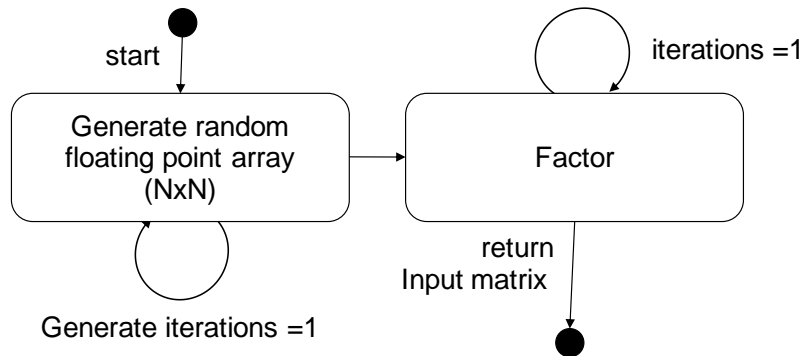 start
Generate random
floating point array
(NxN)
Generate iterations =1
iterations =1
Factor
return
Input matrix